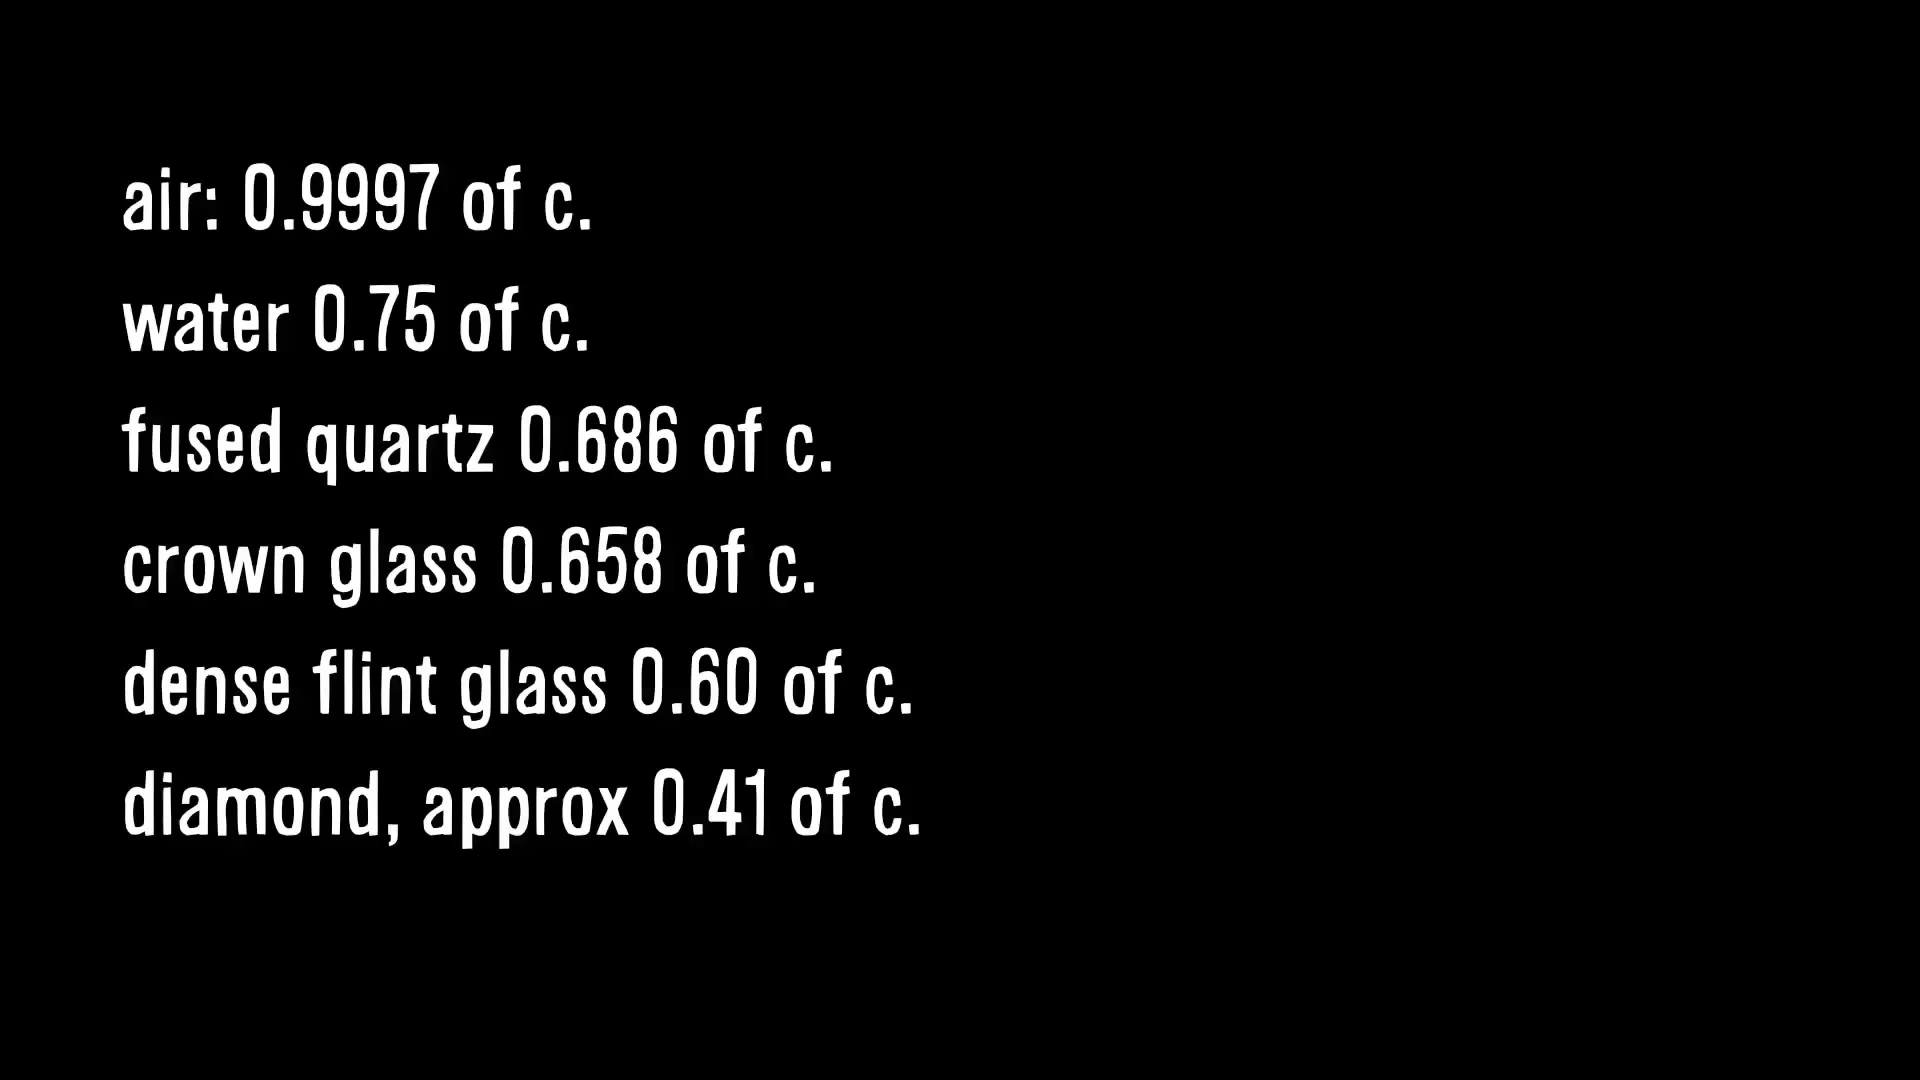 air: 0.9997 of c.
water 0.75 of c.
fused quartz 0.686 of c.
crown glass 0.658 of c.
dense flint glass 0.60 of c.
diamond, approx 0.41 of c.